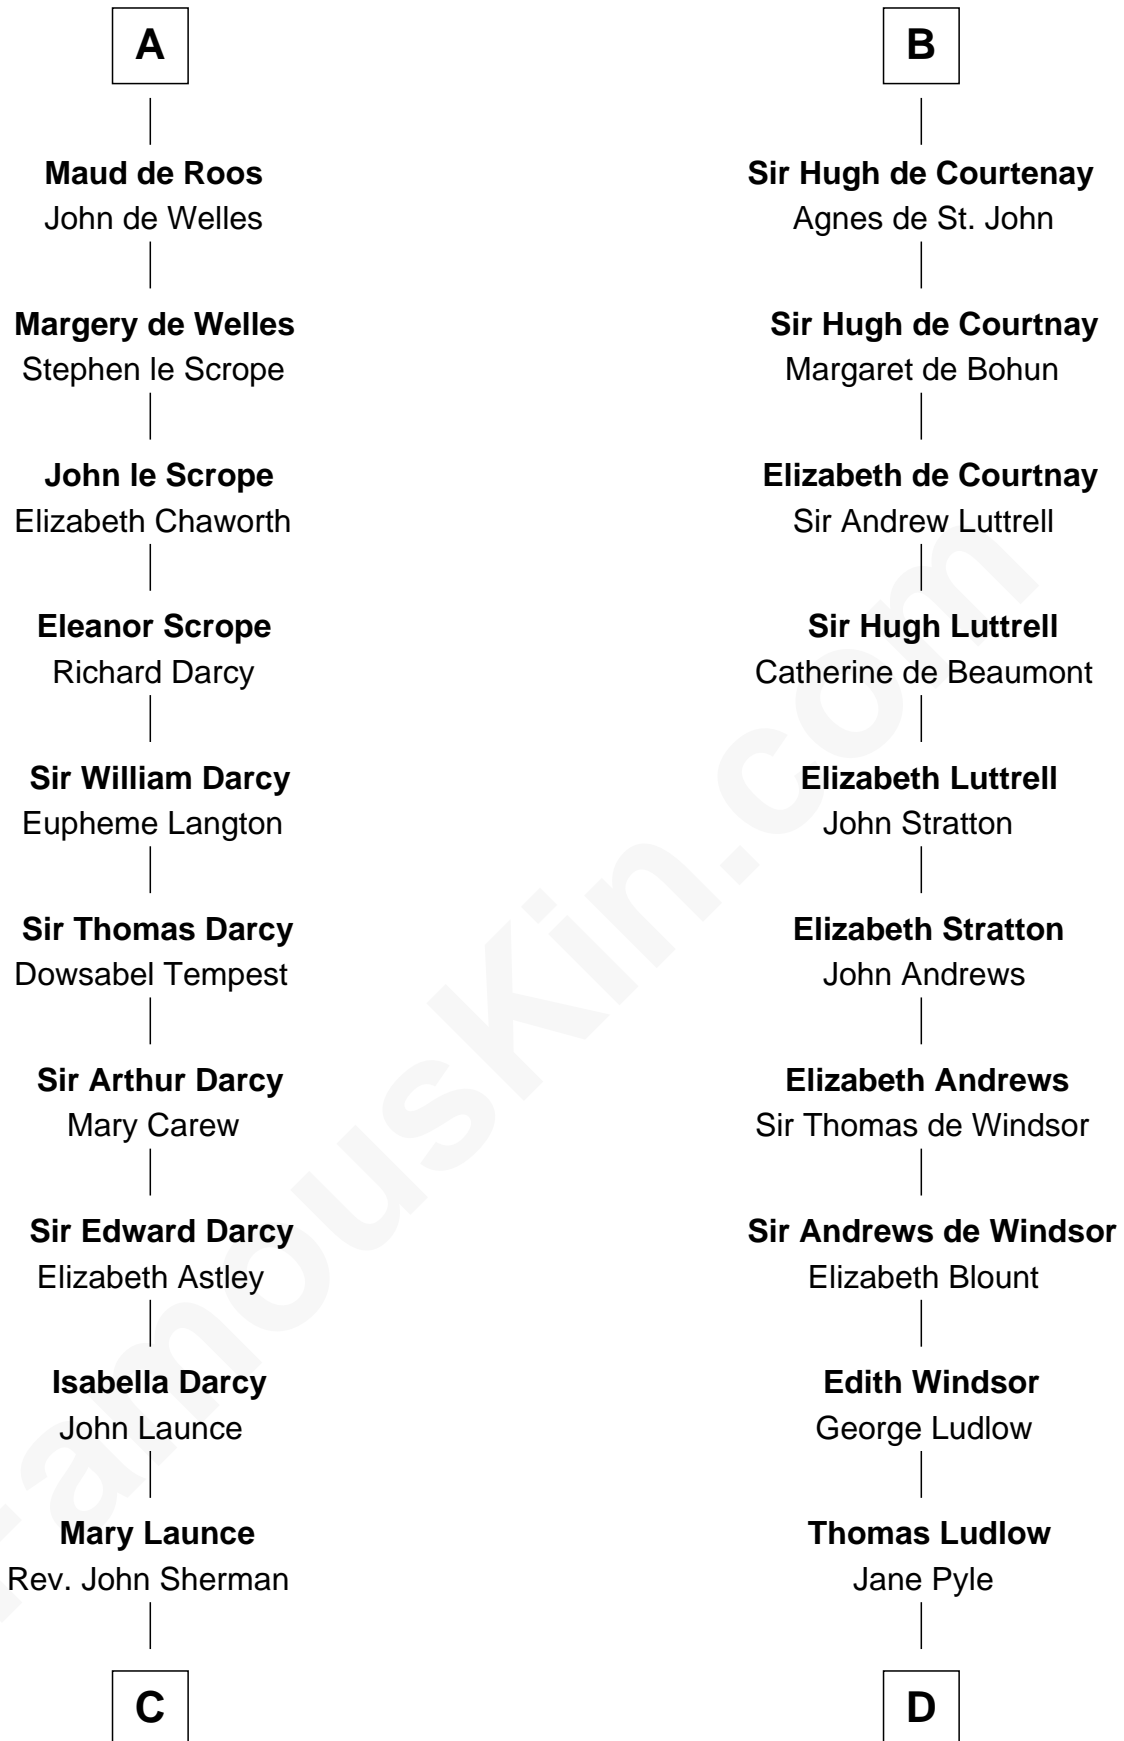 A
Maud de Roos
John de Welles
Margery de Welles
Stephen le Scrope
John le Scrope
Elizabeth Chaworth
Eleanor Scrope
Richard Darcy
Sir William Darcy
Eupheme Langton
Sir Thomas Darcy
Dowsabel Tempest
Sir Arthur Darcy
Mary Carew
Sir Edward Darcy
Elizabeth Astley
Isabella Darcy
John Launce
Mary Launce
Rev. John Sherman
C
B
Sir Hugh de Courtenay
Agnes de St. John
Sir Hugh de Courtnay
Margaret de Bohun
Elizabeth de Courtnay
Sir Andrew Luttrell
Sir Hugh Luttrell
Catherine de Beaumont
Elizabeth Luttrell
John Stratton
Elizabeth Stratton
John Andrews
Elizabeth Andrews
Sir Thomas de Windsor
Sir Andrews de Windsor
Elizabeth Blount
Edith Windsor
George Ludlow
Thomas Ludlow
Jane Pyle
D
FamousKin.com